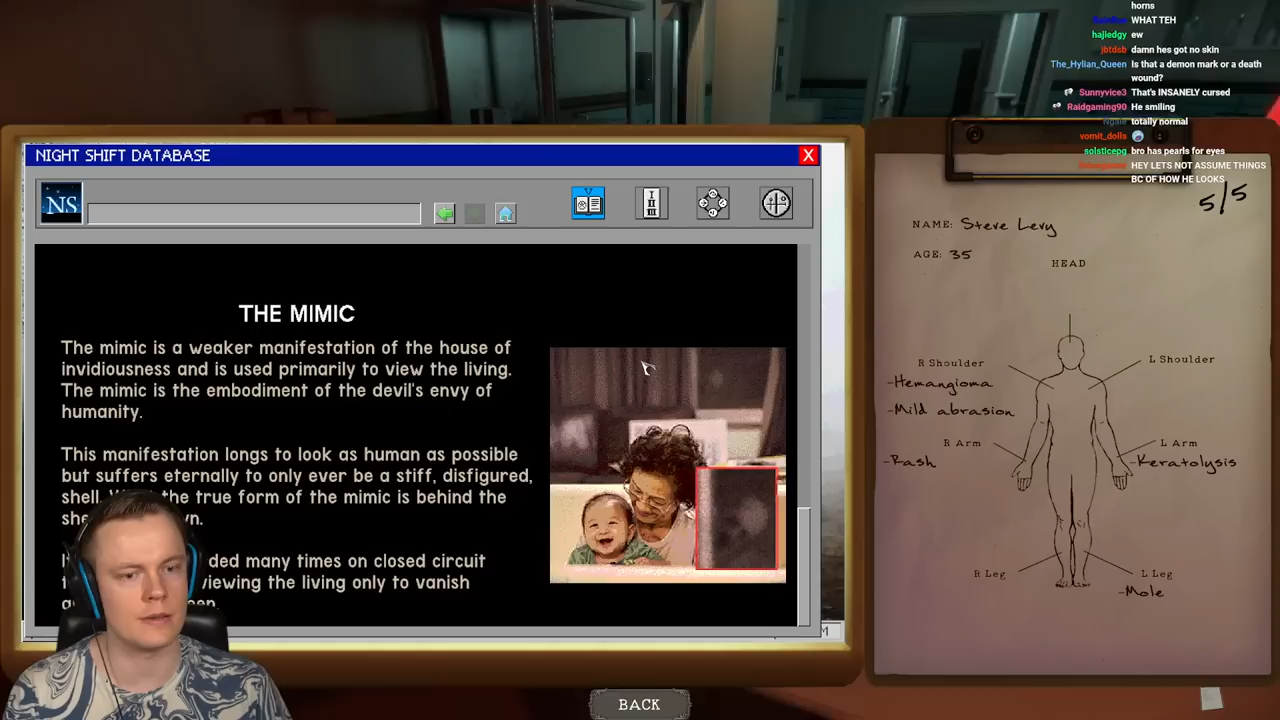 horns
Rainfire WHAT TEH
hajiedgy ew
jbtdsb damn hes got no skin
The_Hylian_Queen Is that a demon mark or a death
wound?
Sunnyvice3 That's INSANELY cursed
Raidgaming90 He smiling
totally normal
vomit_dolls
solsticepg bro has pearls for eyes
HEY LETS NOT ASSUME THINGS
BC OF HOW HE LOOKS
NIGHT SHIFT DATABASE X
NS
THE MIMIC
The mimic is a weaker manifestation of the house of
invidiousness and is used primarily to view the living.
The mimic is the embodiment of the devil's envy of
humanity.
This manifestation longs to look as human as possible
but suffers eternally to only ever be a stiff, disfigured,
shell. the true form of the mimic is behind the
ded many times on closed circuit
viewing the living only to vanish
BACK
5/5
NAME: Steve Levy
AGE: 35
HEAD
R Shoulder
-Hemangioma
-Mild abrasion
L Shoulder
R Arm
-Rash
L Arm
-Keratolysis
R Leg
L Leg
-Mole